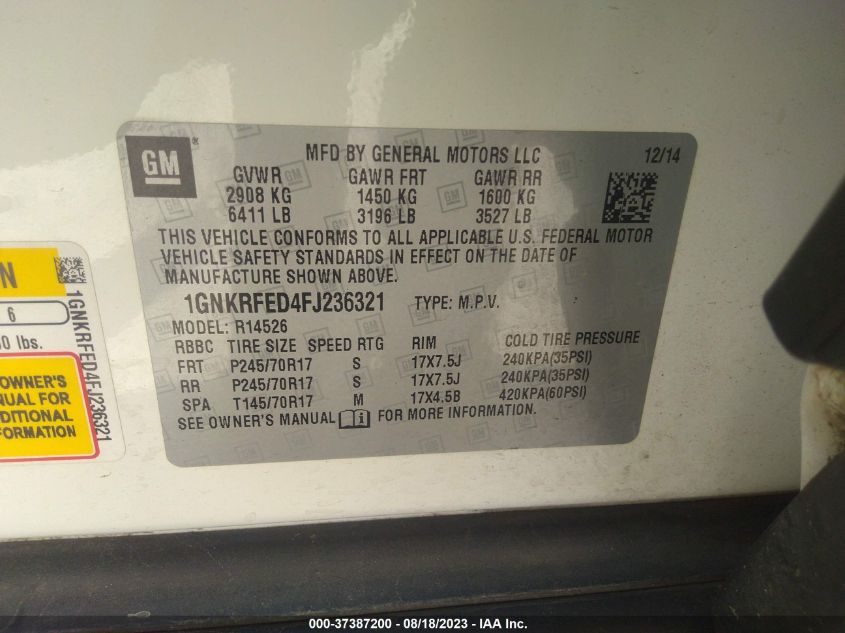 GM
MFD BY GENERAL MOTORS LLC 12/14
GVWR GAWR FRT GAWR RR
2908 KG 1450 KG 1600 KG
6411 LB 3196 LB 3527 LB
THIS VEHICLE CONFORMS TO ALL APPLICABLE U.S. FEDERAL MOTOR
VEHICLE SAFETY STANDARDS IN EFFECT ON THE DATE OF
MANUFACTURE SHOWN ABOVE.
1GNKRFED4FJ236321 TYPE: M.P.V.
MODEL: R14526
RBBC TIRE SIZE SPEED RTG RIM COLD TIRE PRESSURE
FRT P245/70R17 S 17X7.5J 240KPA(35PSI)
RR P245/70R17 S 17X7.5J 240KPA(35PSI)
SPA T145/70R17 M 17X4.5B 420KPA(60PSI)
SEE OWNER'S MANUAL i FOR MORE INFORMATION.
N
6
0 lbs.
OWNER'S
UAL FOR
DITIONAL
FORMATION
1GNKRFED4FJ236321
000-37387200 - 08/18/2023 - IAA Inc.